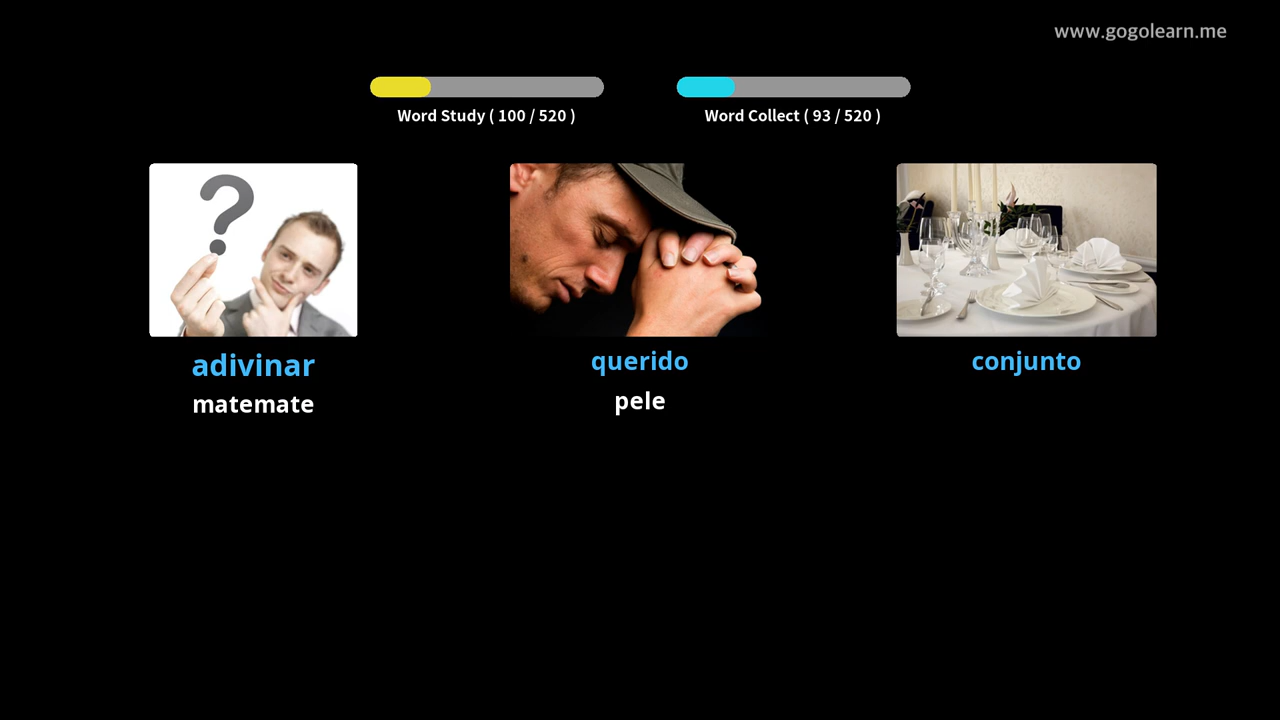 www.gogolearn.me
Word Study ( 100 / 520 )
Word Collect ( 93 / 520 )
adivinar
matemate
querido
pele
conjunto